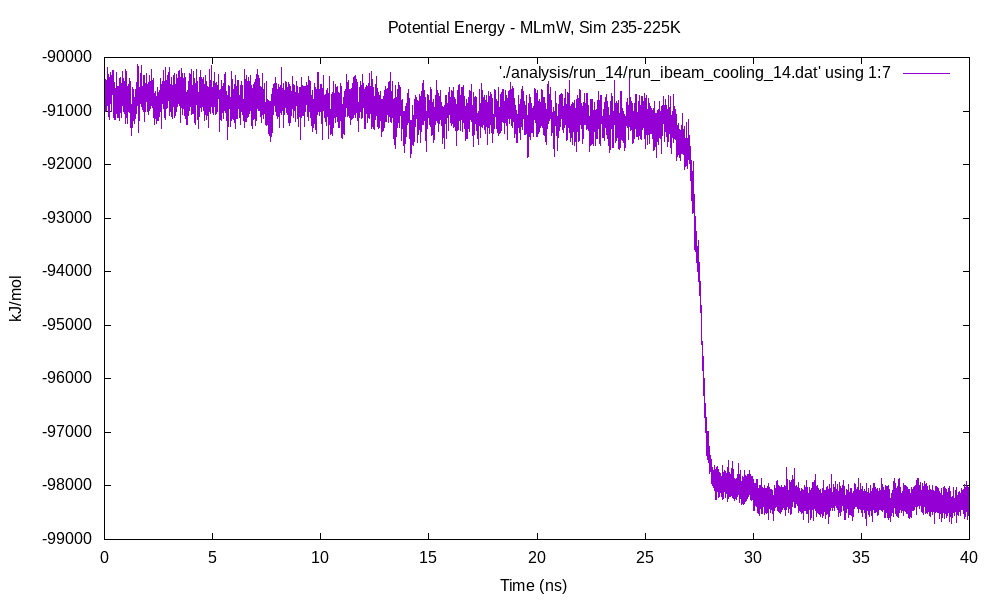 Potential Energy - MLmW, Sim 235-225K
'./analysis/run_14/run_ibeam_cooling_14.dat' using 1:7
-90000
-91000
-92000
-93000
-94000
-95000
-96000
-97000
-98000
-99000
kJ/mol
0 5 10 15 20 25 30 35 40
Time (ns)